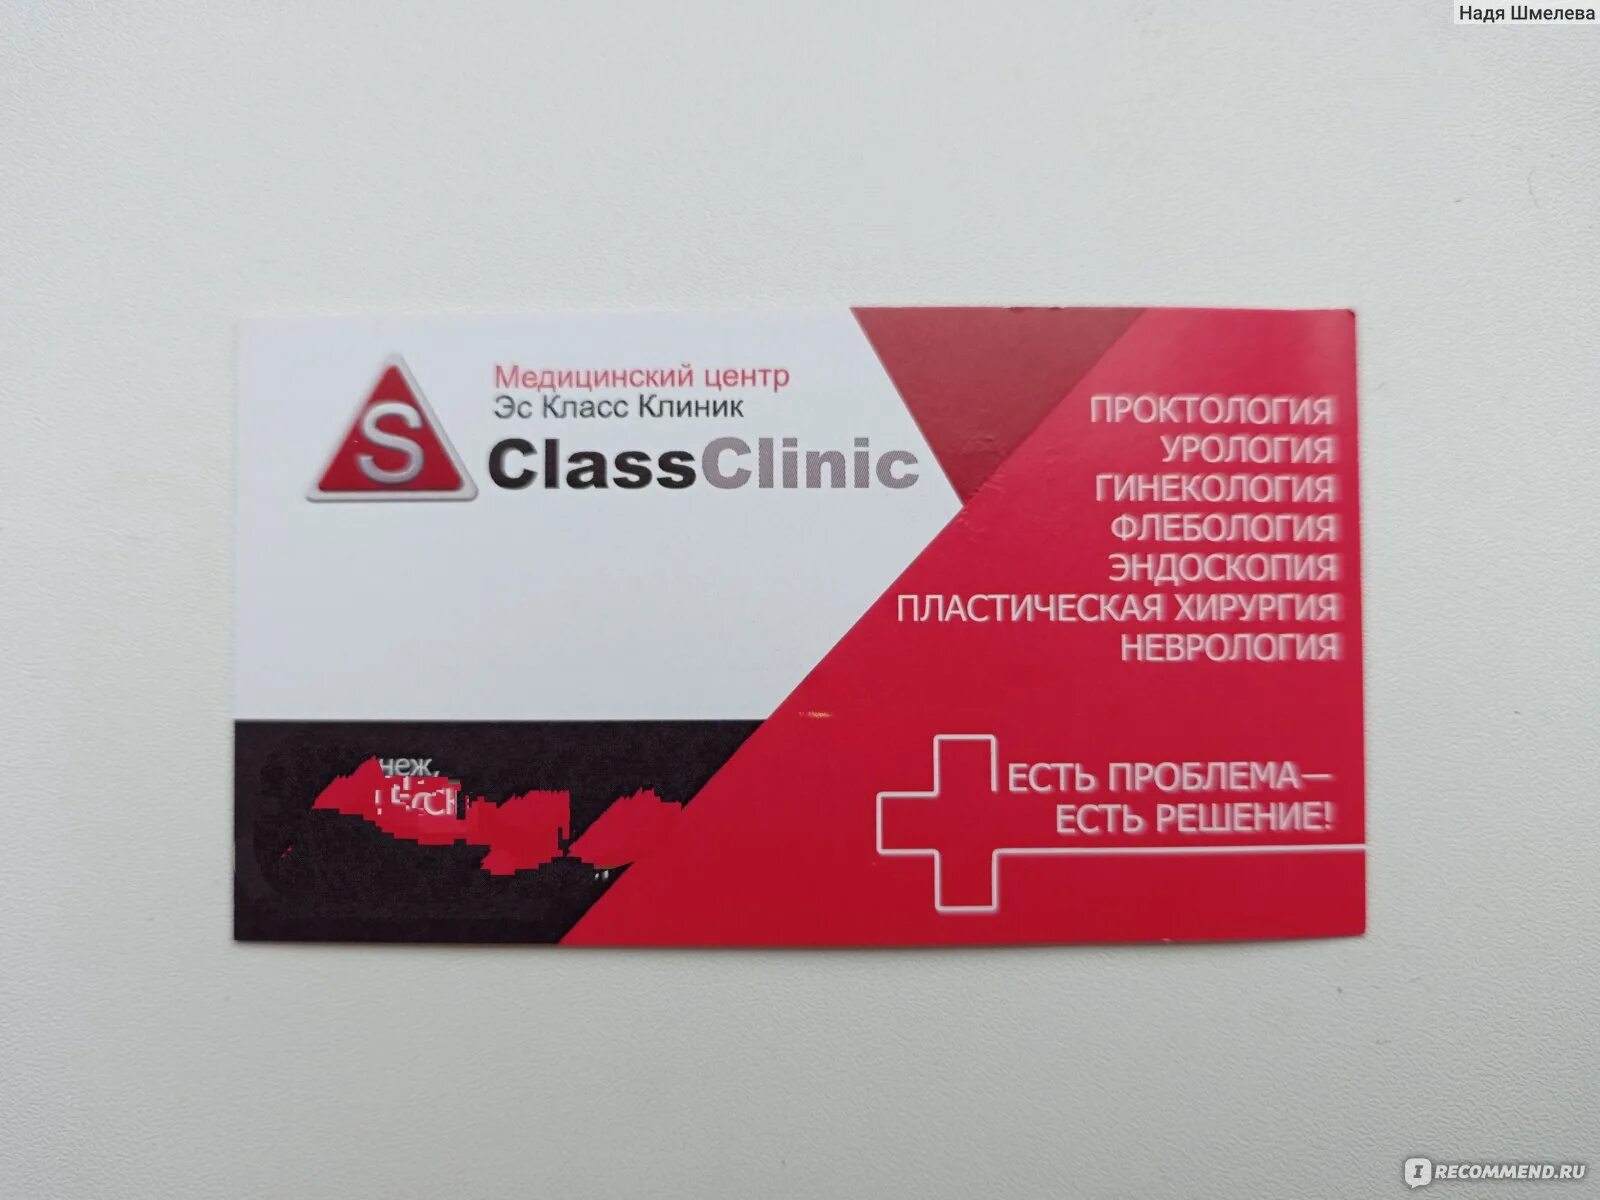 Надя Шмелева
S
Медицинский центр
Эс Класс Клиник
ClassClinic
ПРОКТОЛОГИЯ
УРОЛОГИЯ
ГИНЕКОЛОГИЯ
ФЛЕБОЛОГИЯ
ЭНДОСКОПИЯ
ПЛАСТИЧЕСКАЯ ХИРУРГИЯ
НЕВРОЛОГИЯ
ЕСТЬ ПРОБЛЕМА—
ЕСТЬ РЕШЕНИЕ!
IRECOMMEND.RU